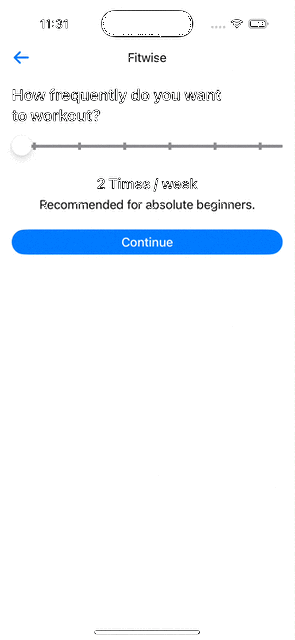 11:31
Fitwise
How frequently do you want
to workout?
2 Times / week
Recommended for absolute beginners.
Continue